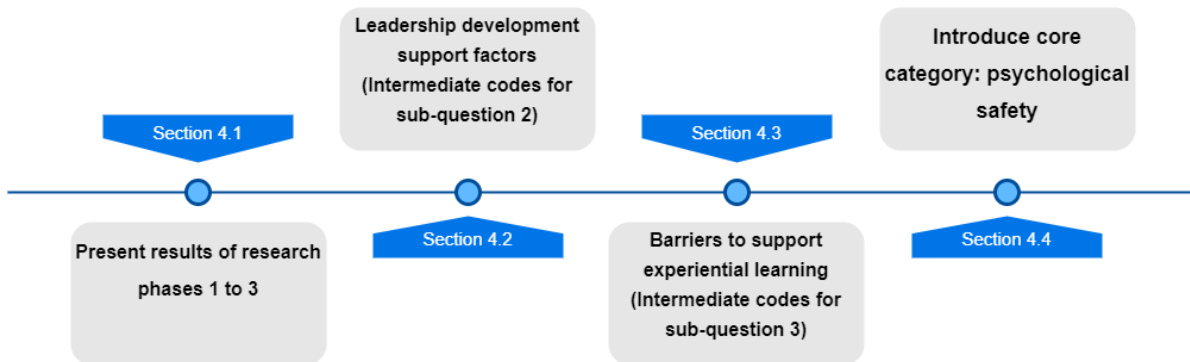 Section 4.1
Present results of research
phases 1 to 3
Leadership development
support factors
(Intermediate codes for
sub-question 2)
Section 4.2
Section 4.3
Barriers to support
experiential learning
(Intermediate codes for
sub-question 3)
Introduce core
category: psychological
safety
Section 4.4